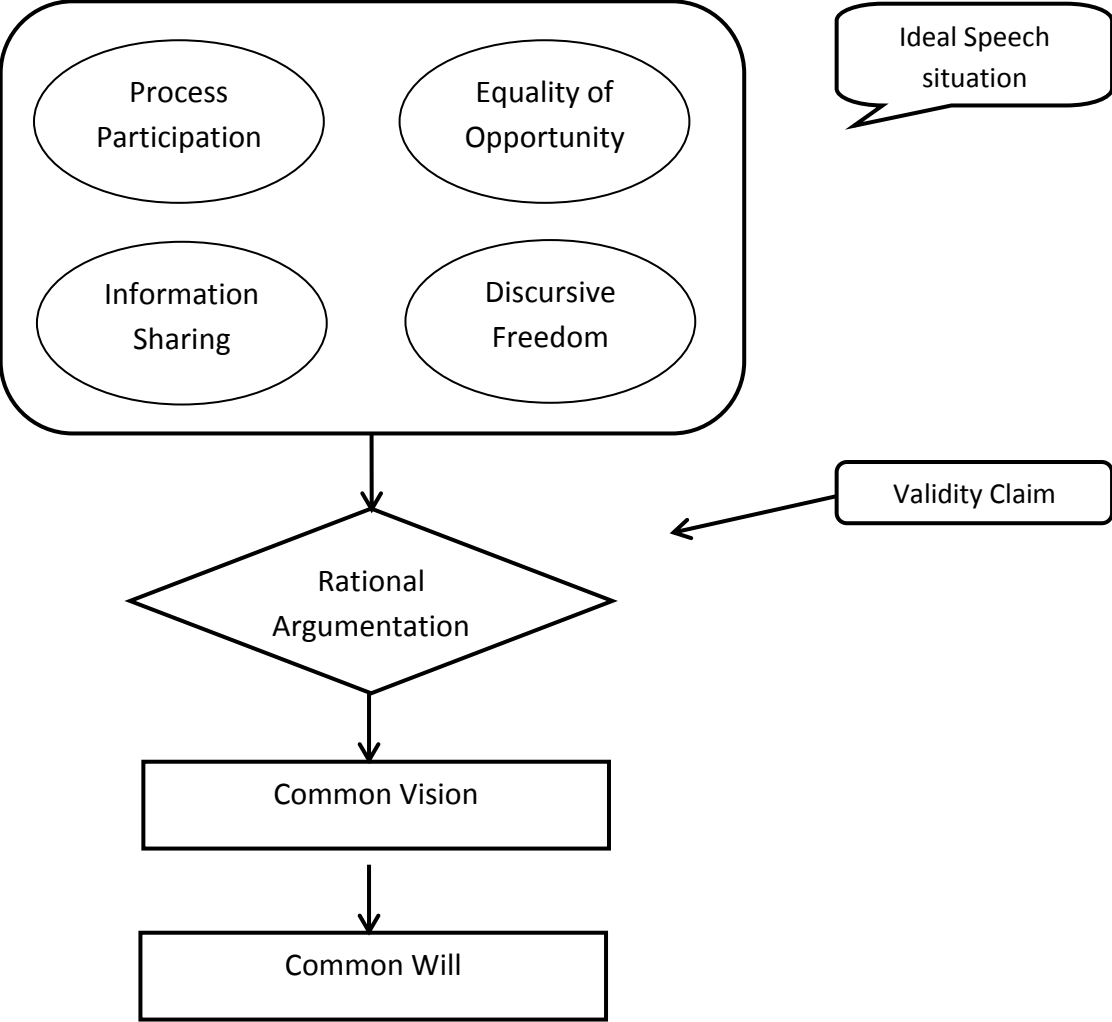 Process
Participation
Equality of
Opportunity
Ideal Speech
situation
Information
Sharing
Discursive
Freedom
Validity Claim
Rational
Argumentation
Common Vision
Common Will